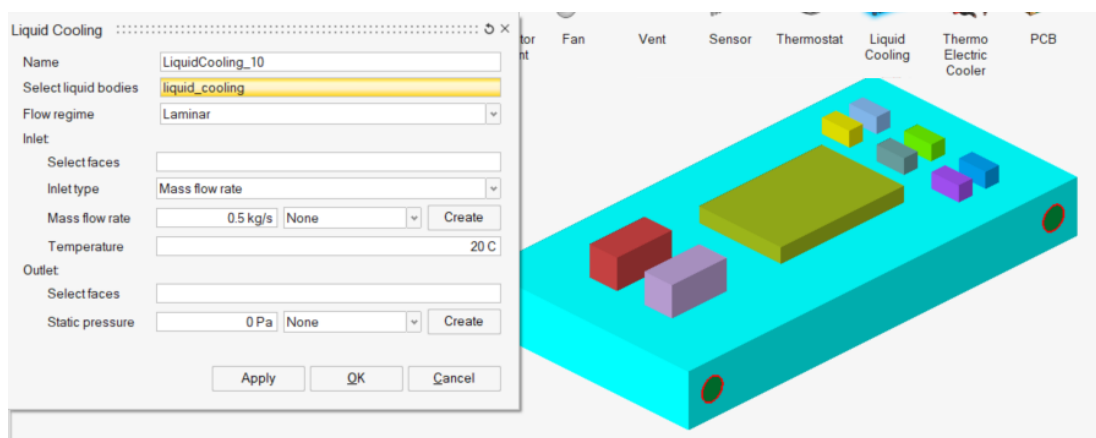 Liquid Cooling
Name LiquidCooling_10
Select liquid bodies liquid_cooling
Flow regime Laminar
Inlet
Select faces
Inlet type Mass flow rate
Mass flow rate 0.5 kg/s None Create
Temperature 20 C
Outlet
Select faces
Static pressure 0 Pa None Create
Apply OK Cancel
Fan Vent Sensor Thermostat Liquid Cooling Thermo Electric Cooler PCB